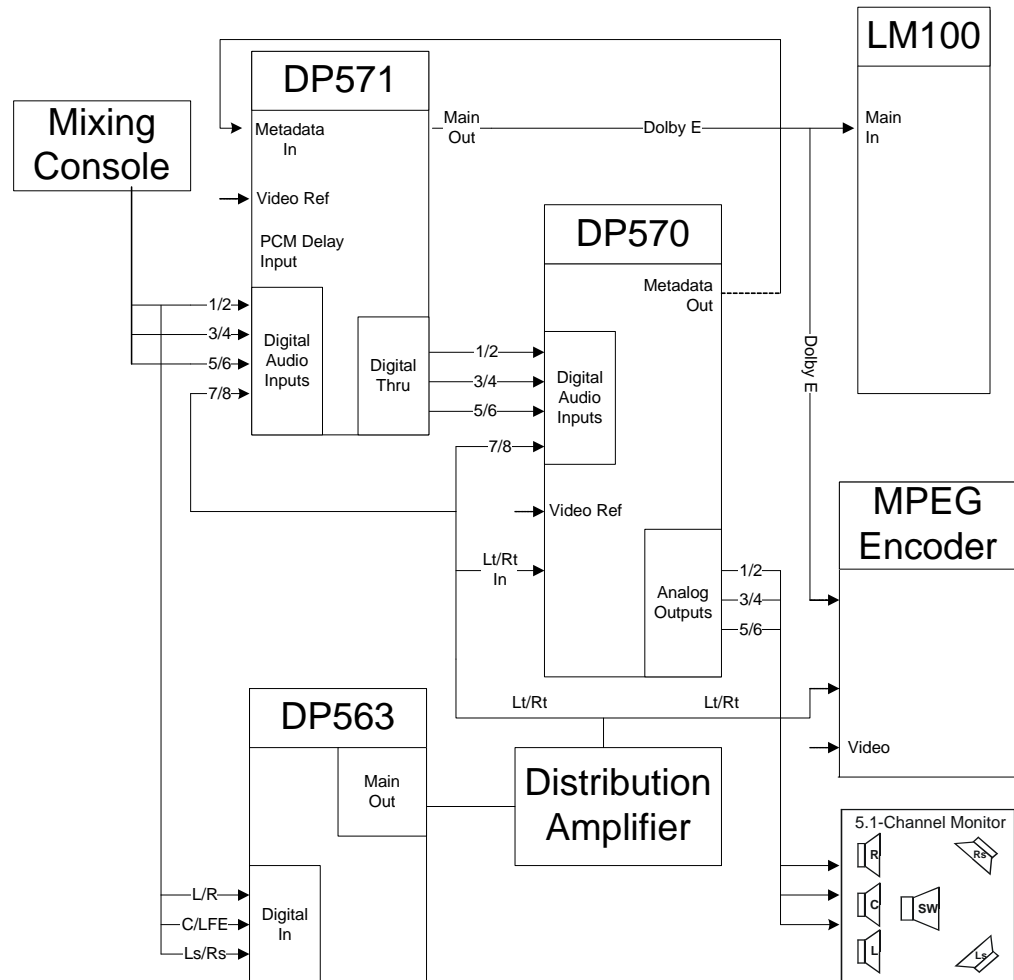 LM100
Main
In
DP571
Metadada
In
Main
Out
Dolby E
Video Ref
PCM Delay
Input
Mixing
Console
1/2
3/4
5/6
7/8
Digital
Audio
Inputs
Digital
Thru
1/2
3/4
5/6
7/8
DP570
Metadada
Out
Digital
Audio
Inputs
Video Ref
Lt/Rt
In
Analog
Outputs
1/2
3/4
5/6
Dolby E
MPEG
Encoder
Video
Lt/Rt
Lt/Rt
DP563
Main
Out
Distribution
Amplifier
L/R
C/LFE
Ls/Rs
Digital
In
5.1-Channel Monitor
R
Rs
C
SW
L
Ls